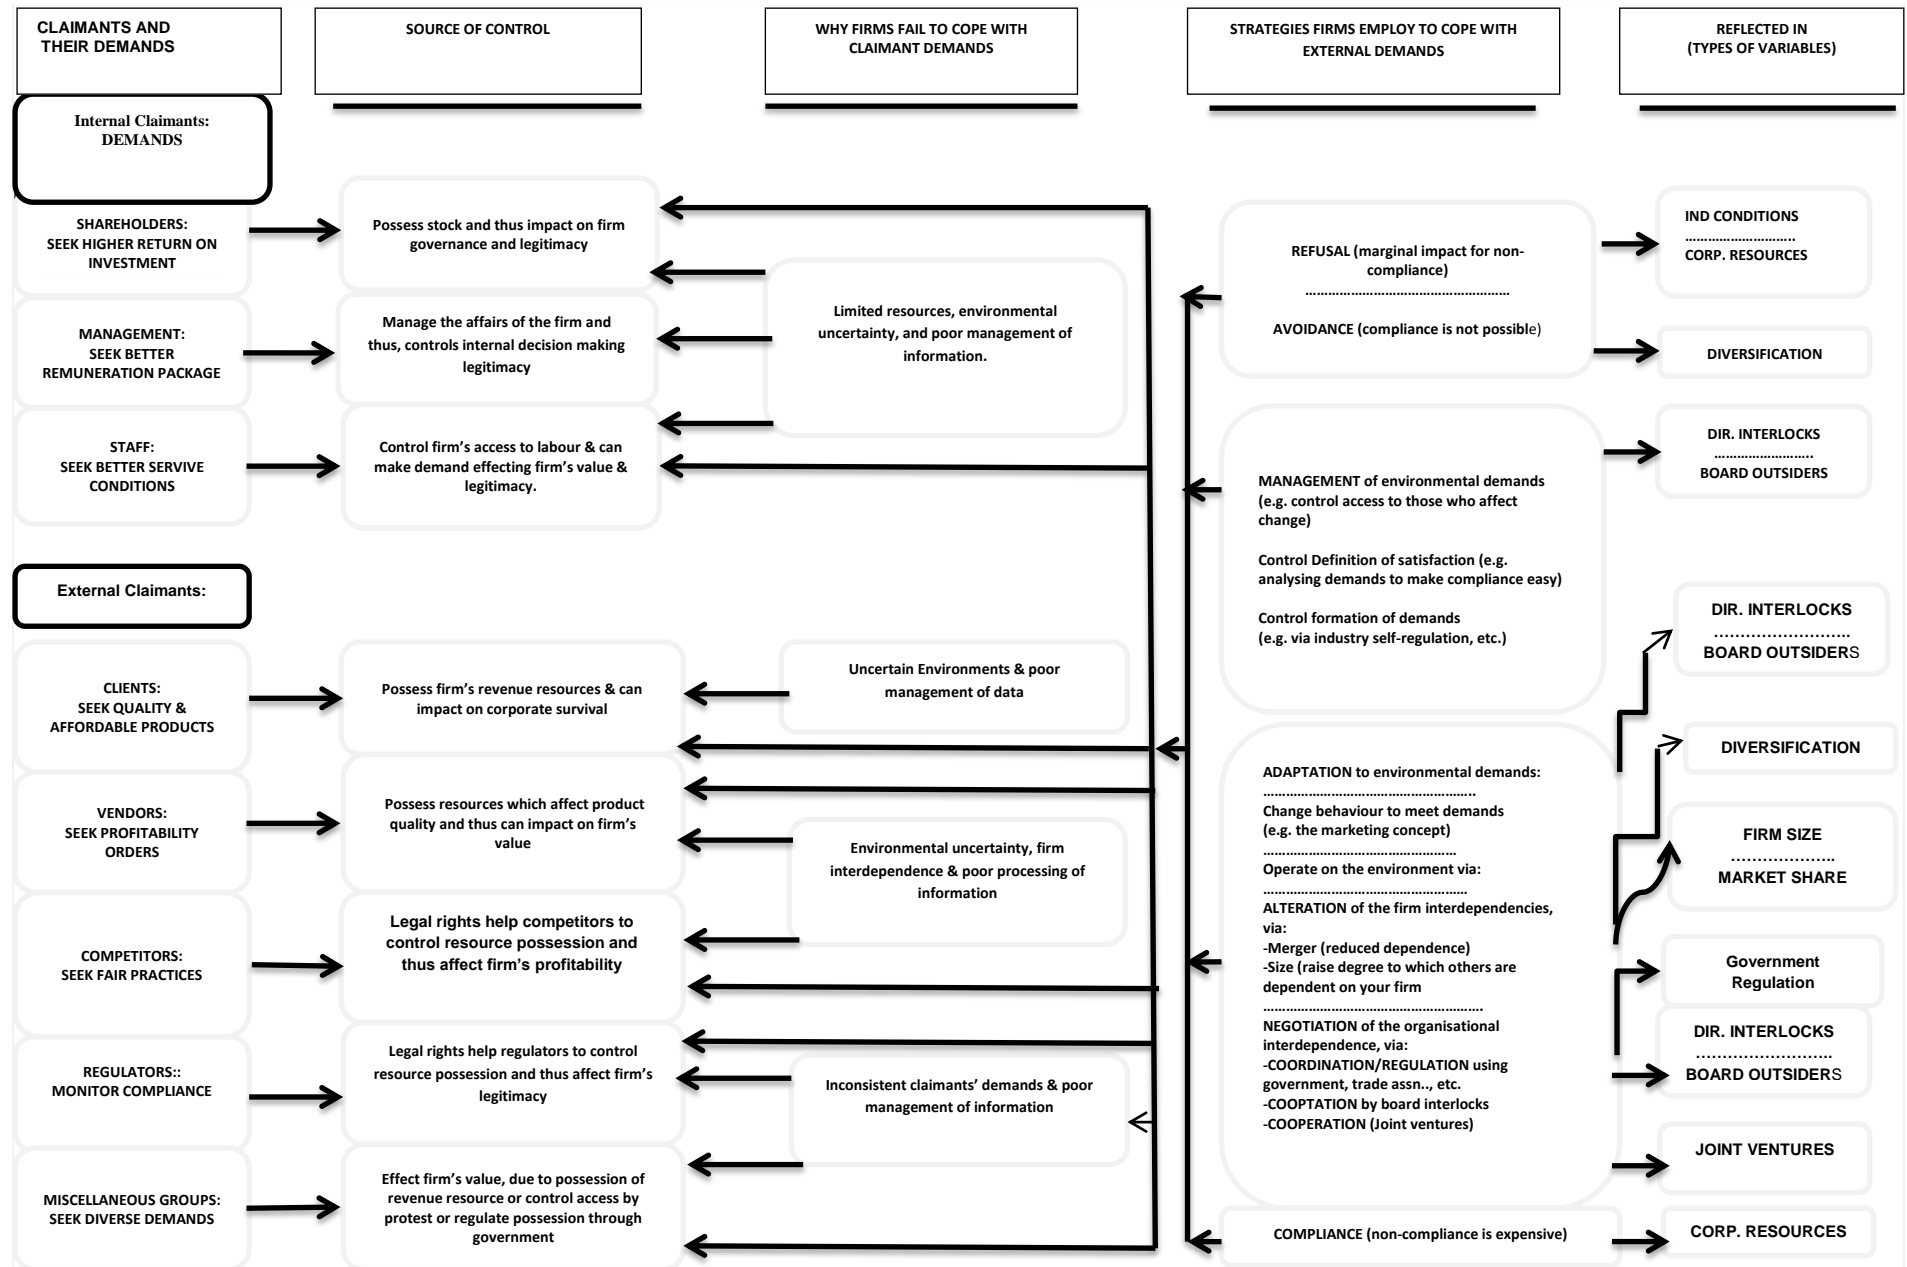 CLAIMANTS AND
THEIR DEMANDS
SOURCE OF CONTROL
WHY FIRMS FAIL TO COPE WITH
CLAIMANT DEMANDS
STRATEGIES FIRMS EMPLOY TO COPE WITH
EXTERNAL DEMANDS
REFLECTED IN
(TYPES OF VARIABLES)
Internal Claimants:
DEMANDS
SHAREHOLDERS:
SEEK HIGHER RETURN ON
INVESTMENT
MANAGEMENT:
SEEK BETTER
REMUNERATION PACKAGE
STAFF:
SEEK BETTER SERVIVE
CONDITIONS
External Claimants:
CLIENTS:
SEEK QUALITY &
AFFORDABLE PRODUCTS
VENDORS:
SEEK PROFITABILITY
ORDERS
COMPETITORS:
SEEK FAIR PRACTICES
REGULATORS::
MONITOR COMPLIANCE
MISCELLANEOUS GROUPS:
SEEK DIVERSE DEMANDS
Possess stock and thus impact on firm
governance and legitimacy
Manage the affairs of the firm and
thus, controls internal decision making
legitimacy
Control firm's access to labour & can
make demand effecting firm's value &
legitimacy.
Possess firm's revenue resources & can
impact on corporate survival
Possess resources which affect product
quality and thus can impact on firm's
value
Legal rights help competitors to
control resource possession and
thus affect firm's profitability
Legal rights help regulators to control
resource possession and thus affect firm's
legitimacy
Effect firm's value, due to possession of
revenue resource or control access by
protest or regulate possession through
government
Limited resources, environmental
uncertainty, and poor management of
information.
Uncertain Environments & poor
management of data
Environmental uncertainty, firm
interdependence & poor processing of
information
Inconsistent claimants' demands & poor
management of information
REFUSAL (marginal impact for non-
compliance)
………………………………………………
AVOIDANCE (compliance is not possible)
MANAGEMENT of environmental demands
(e.g. control access to those who affect
change)
Control Definition of satisfaction (e.g.
analysing demands to make compliance easy)
Control formation of demands
(e.g. via industry self-regulation, etc.)
ADAPTATION to environmental demands:
………………………………………………..
Change behaviour to meet demands
(e.g. the marketing concept)
……………………………………………
Operate on the environment via:
………………………………………………
ALTERATION of the firm interdependencies,
via:
-Merger (reduced dependence)
-Size (raise degree to which others are
dependent on your firm
………………………………………………….
NEGOTIATION of the organisational
interdependence, via:
-COORDINATION/REGULATION using
government, trade assn.., etc.
-COOPTATION by board interlocks
-COOPERATION (Joint ventures)
COMPLIANCE (non-compliance is expensive)
IND CONDITIONS
………………………..
CORP. RESOURCES
DIVERSIFICATION
DIR. INTERLOCKS
……………………..
BOARD OUTSIDERS
DIR. INTERLOCKS
……………………..
BOARD OUTSIDERS
DIVERSIFICATION
FIRM SIZE
………………..
MARKET SHARE
Government
Regulation
DIR. INTERLOCKS
……………………..
BOARD OUTSIDERS
JOINT VENTURES
CORP. RESOURCES